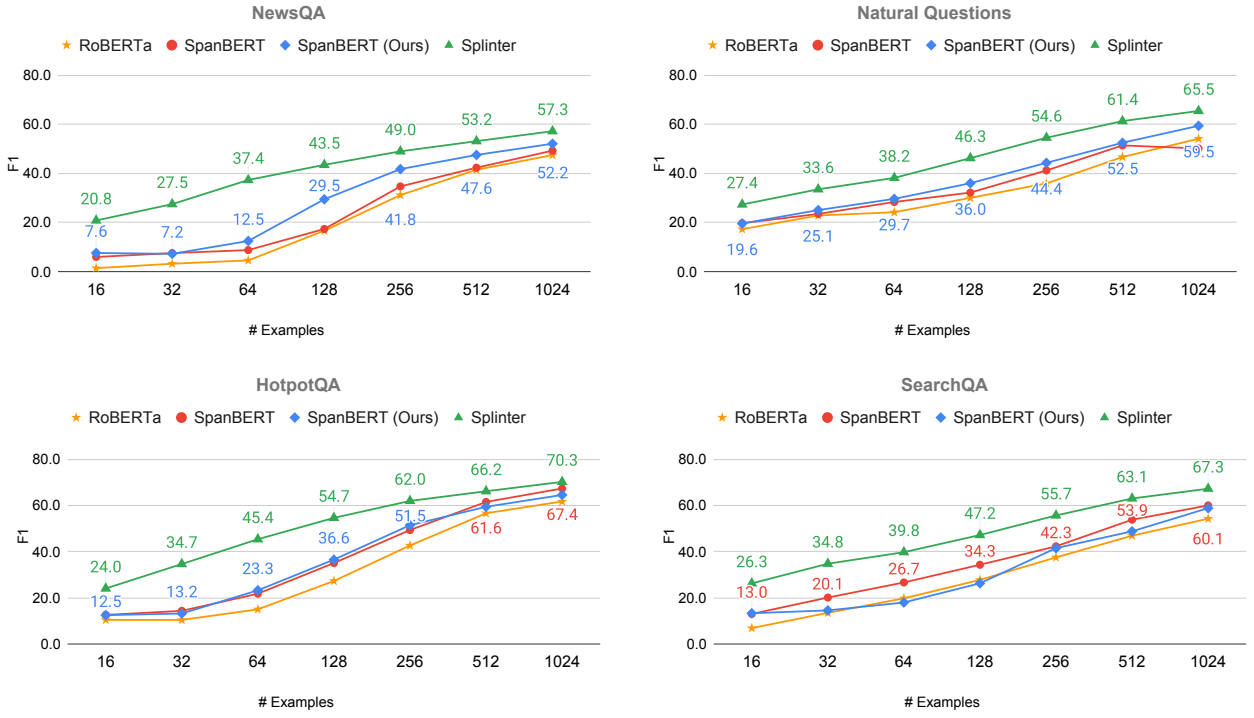 NewsQA
RoBERTa SpanBERT SpanBERT (Ours) Splinter
80.0
60.0
40.0
20.0
0.0
F1
20.8 27.5 37.4 43.5 49.0 53.2 57.3
7.6 7.2 12.5 29.5 41.8 47.6 52.2
16 32 64 128 256 512 1024
# Examples
Natural Questions
RoBERTa SpanBERT SpanBERT (Ours) Splinter
80.0
60.0
40.0
20.0
0.0
F1
27.4 33.6 38.2 46.3 54.6 61.4 65.5
19.6 25.1 29.7 36.0 44.4 52.5 59.5
16 32 64 128 256 512 1024
# Examples
HotpotQA
RoBERTa SpanBERT SpanBERT (Ours) Splinter
80.0
60.0
40.0
20.0
0.0
F1
24.0 34.7 45.4 54.7 62.0 66.2 70.3
12.5 13.2 23.3 36.6 51.5 61.6 67.4
16 32 64 128 256 512 1024
# Examples
SearchQA
RoBERTa SpanBERT SpanBERT (Ours) Splinter
80.0
60.0
40.0
20.0
0.0
F1
26.3 34.8 39.8 47.2 55.7 63.1 67.3
13.0 20.1 26.7 34.3 42.3 53.9 60.1
16 32 64 128 256 512 1024
# Examples